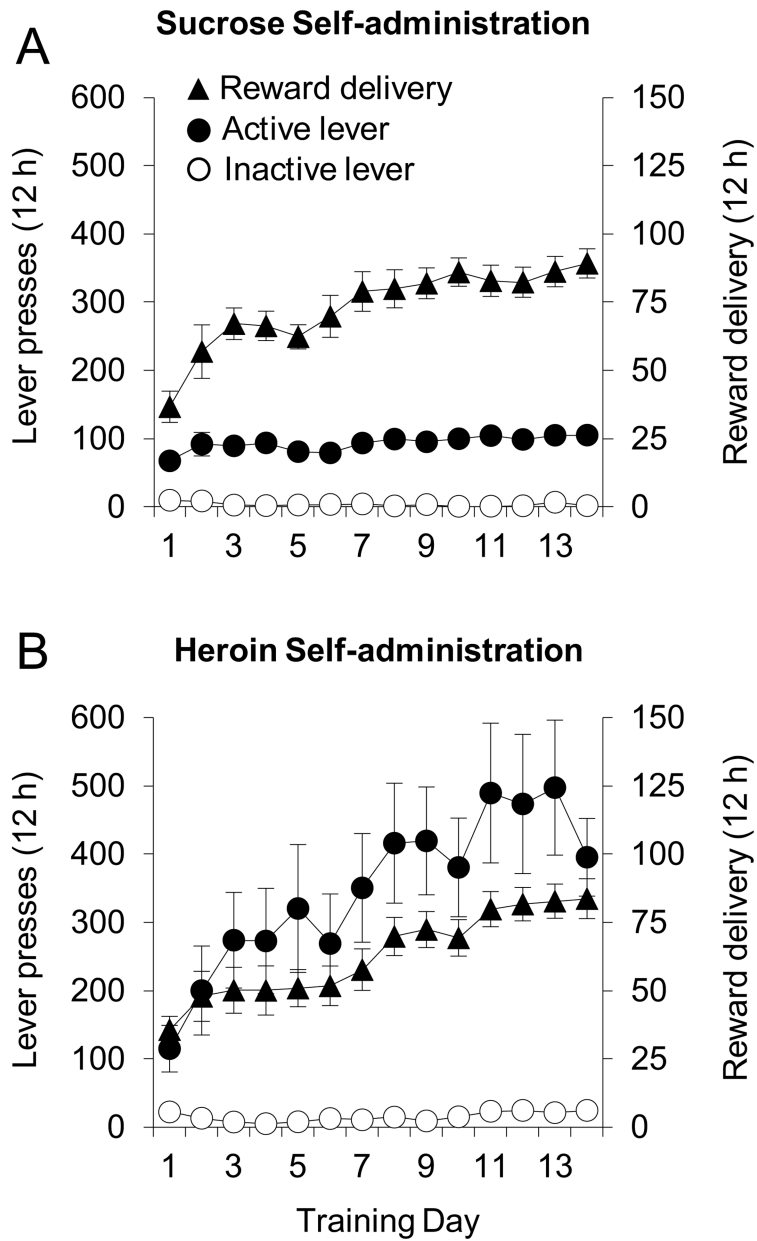 A
Sucrose Self-administration
Reward delivery
Active lever
Inactive lever
Lever presses (12 h)
600
500
400
300
200
100
0
150
125
100
75
50
25
0
Reward delivery (12 h)
1 3 5 7 9 11 13
B
Heroin Self-administration
Lever presses (12 h)
600
500
400
300
200
100
0
150
125
100
75
50
25
0
Reward delivery (12 h)
1 3 5 7 9 11 13
Training Day